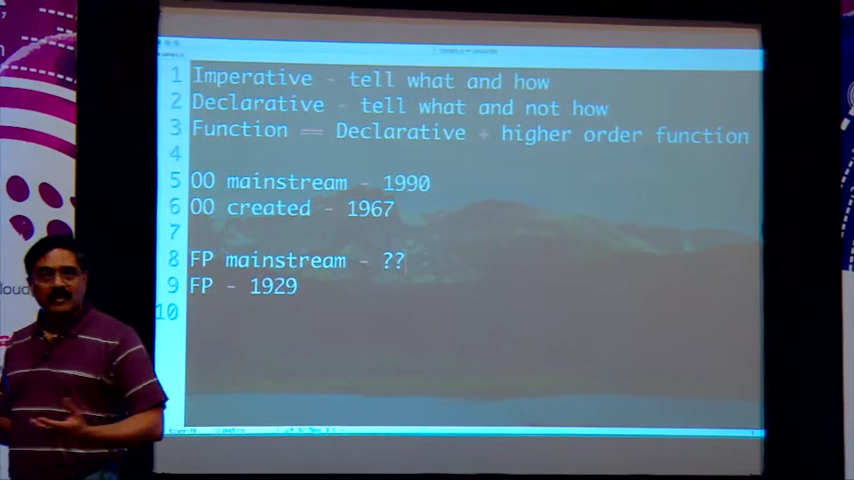 1 Imperative - tell what and how
2 Declarative - tell what and not how
3 Function == Declarative + higher order function
4
5 OO mainstream - 1990
6 OO created - 1967
7
8 FP mainstream - ??
9 FP - 1929
10
loud